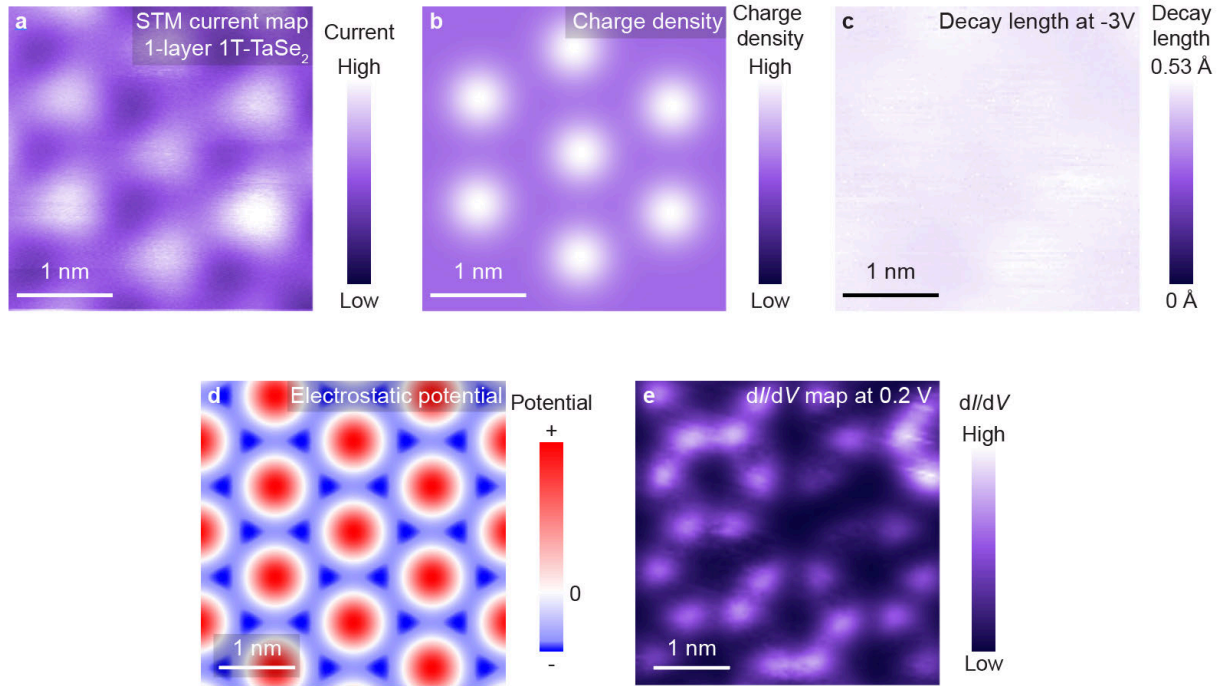 a
STM current map
1-layer 1T-TaSe₂
Current
High
Low
1 nm
b
Charge density
Charge
density
High
Low
1 nm
c
Decay length at -3V
Decay
length
0.53 Å
0 Å
1 nm
d
Electrostatic potential
Potential
+
0
-
1 nm
e
dI/dV map at 0.2 V
dI/dV
High
Low
1 nm